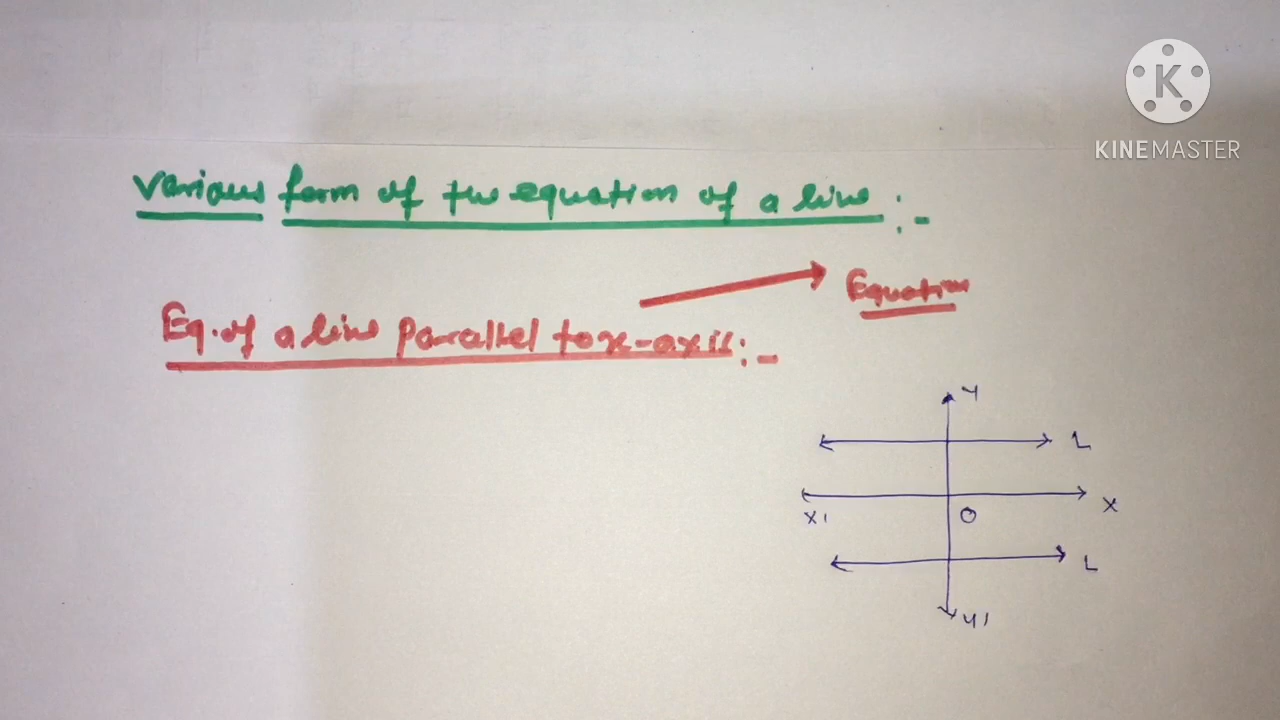 K
KINEMASTER
Various form of the equation of a line :-
Equation
Eq. of a line parallel to x-axis :-
Y
L
X' O X
L
Y'